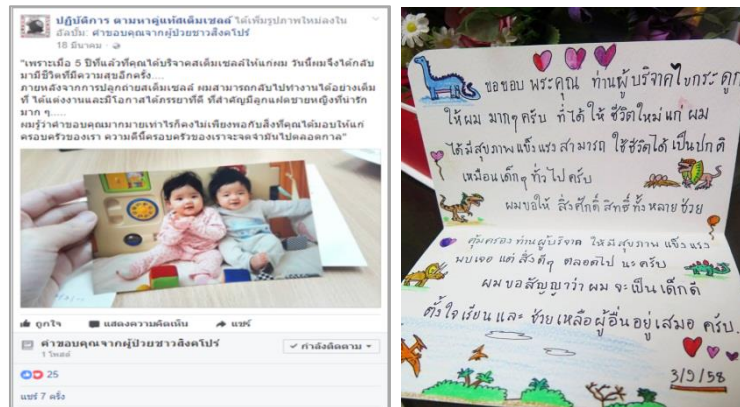 ปฏิบัติการ ตามหาคู่แท้สเต็มเซลล์ ได้เพิ่มรูปภาพใหม่ลงใน
อัลบั้ม: คำขอบคุณจากผู้ป่วยชาวสิงคโปร์
18 มีนาคม ·
"เพราะเมื่อ 5 ปีที่แล้วที่คุณได้บริจาคสเต็มเซลล์ให้แก่ผม วันนี้ผมจึงได้กลับ
มามีชีวิตที่มีความสุขอีกครั้ง....
ภายหลังจากการปลูกถ่ายสเต็มเซลล์ ผมสามารถกลับไปทำงานได้อย่างเต็ม
ที่ ได้แต่งงานและมีโอกาสได้ภรรยาที่ดี ที่สำคัญมีลูกแฝดชายหญิงที่น่ารัก
มาก ๆ.....
ผมรู้ว่าคำขอบคุณมากมายเท่าไรก็คงไม่เพียงพอกับสิ่งที่คุณได้มอบให้แก่
ครอบครัวของเรา ความดีนี้ครอบครัวของเราจะจดจำมันไปตลอดกาล"
ถูกใจ แสดงความคิดเห็น แชร์
คำขอบคุณจากผู้ป่วยชาวสิงคโปร์
1 โพสต์
กำลังติดตาม
25
แชร์ 7 ครั้ง
ขอขอบ พระคุณ ท่านผู้บริจาคไขกระดูก
ให้ผม มากๆครับ ที่ได้ให้ ชีวิตใหม่แก่ ผม
ได้มีสุขภาพแข็งแรงสามารถ ใช้ชีวิตได้ เป็นปกติ
เหมือนเด็กๆ ทั่วไปครับ
ผมขอให้ สิ่งศักดิ์สิทธิ์ทั้งหลายช่วย
คุ้มครองท่านผู้บริจาค ให้มีสุขภาพ แข็งแรง
พบเจอ แต่สิ่งดีๆ ตลอดไป นะครับ
ผมขอสัญญาว่า ผม จะเป็นเด็กดี
ตั้งใจเรียน และ ช่วยเหลือผู้อื่นอยู่เสมอ ครับ.
3/9/58